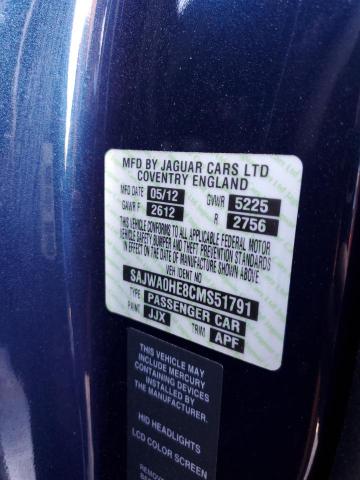 MFD BY JAGUAR CARS LTD
COVENTRY ENGLAND
MFD DATE 05/12 GVWR 5225
GAWR F 2612 R 2756
THIS VEHICLE CONFORMS TO ALL APPLICABLE FEDERAL MOTOR
VEHICLE SAFETY BUMPER AND THEFT PREVENTION STANDARDS
IN EFFECT ON THE DATE OF MANUFACTURE SHOWN
ABOVE
VEH IDENT NO
SAJWA0HE8CMS51791
TYPE PASSENGER CAR
PAINT JJX TRIM APF
THIS VEHICLE MAY
INCLUDE MERCURY
CONTAINING DEVICES
INSTALLED BY
THE MANUFACTURER.
HID HEADLIGHTS
LCD COLOR SCREEN